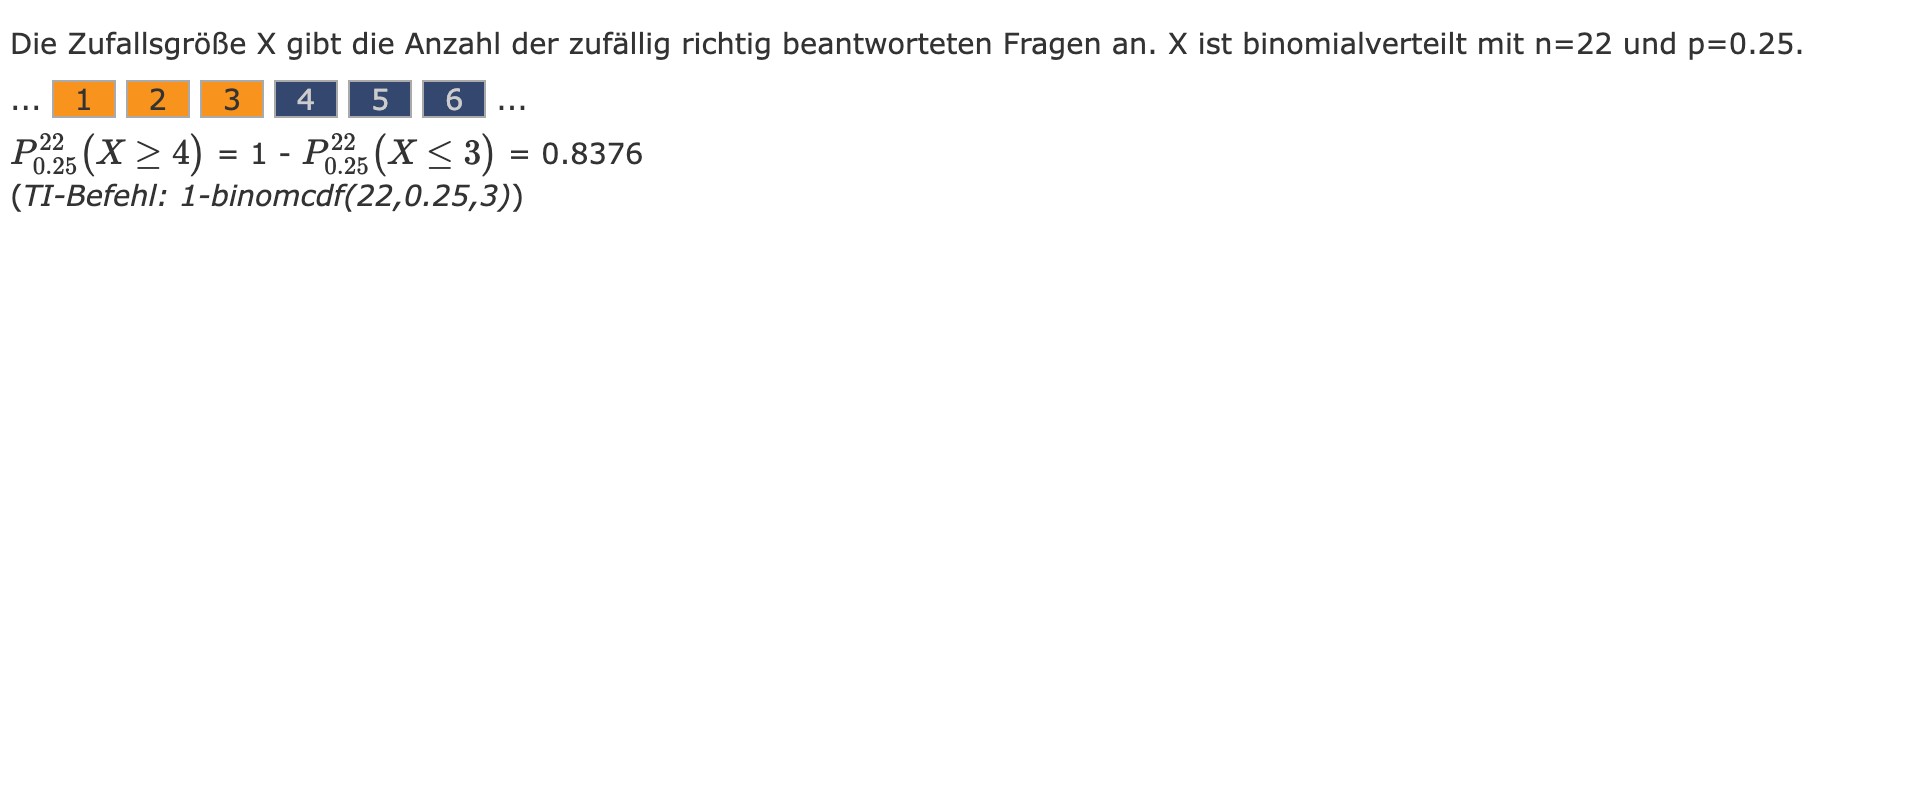 Die Zufallsgröße X gibt die Anzahl der zufällig richtig beantworteten Fragen an. X ist binomialverteilt mit n=22 und p=0.25.
... 1 2 3 4 5 6 ...
$P_{0.25}^{22}(X \geq 4)$ = 1 - $P_{0.25}^{22}(X \leq 3)$ = 0.8376
(TI-Befehl: 1-binomcdf(22,0.25,3))